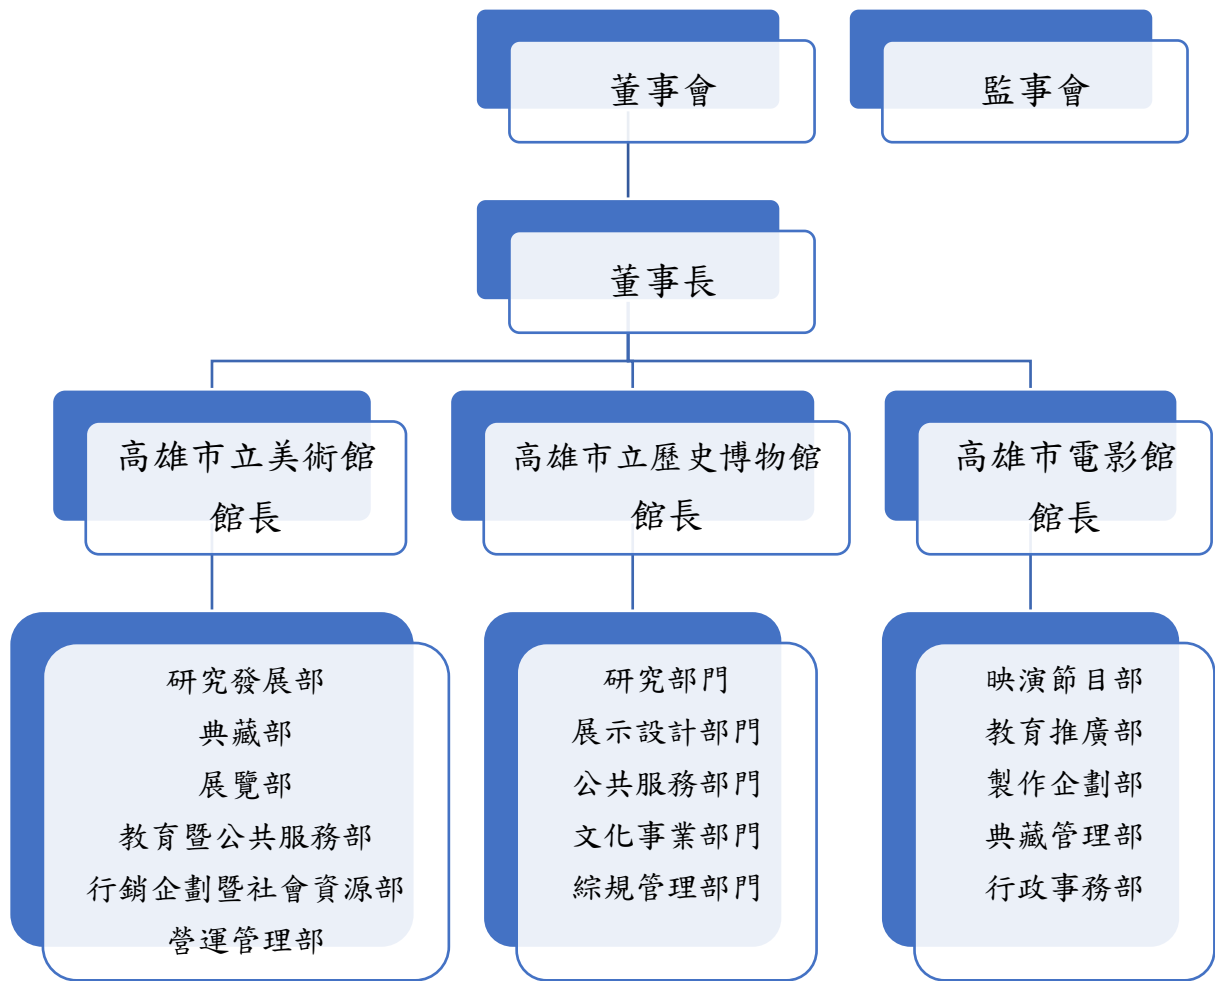 董事會
監事會
董事長
高雄市立美術館
館長
高雄市立歷史博物館
館長
高雄市電影館
館長
研究發展部
典藏部
展覽部
教育暨公共服務部
行銷企劃暨社會資源部
營運管理部
研究部門
展示設計部門
公共服務部門
文化事業部門
綜規管理部門
映演節目部
教育推廣部
製作企劃部
典藏管理部
行政事務部